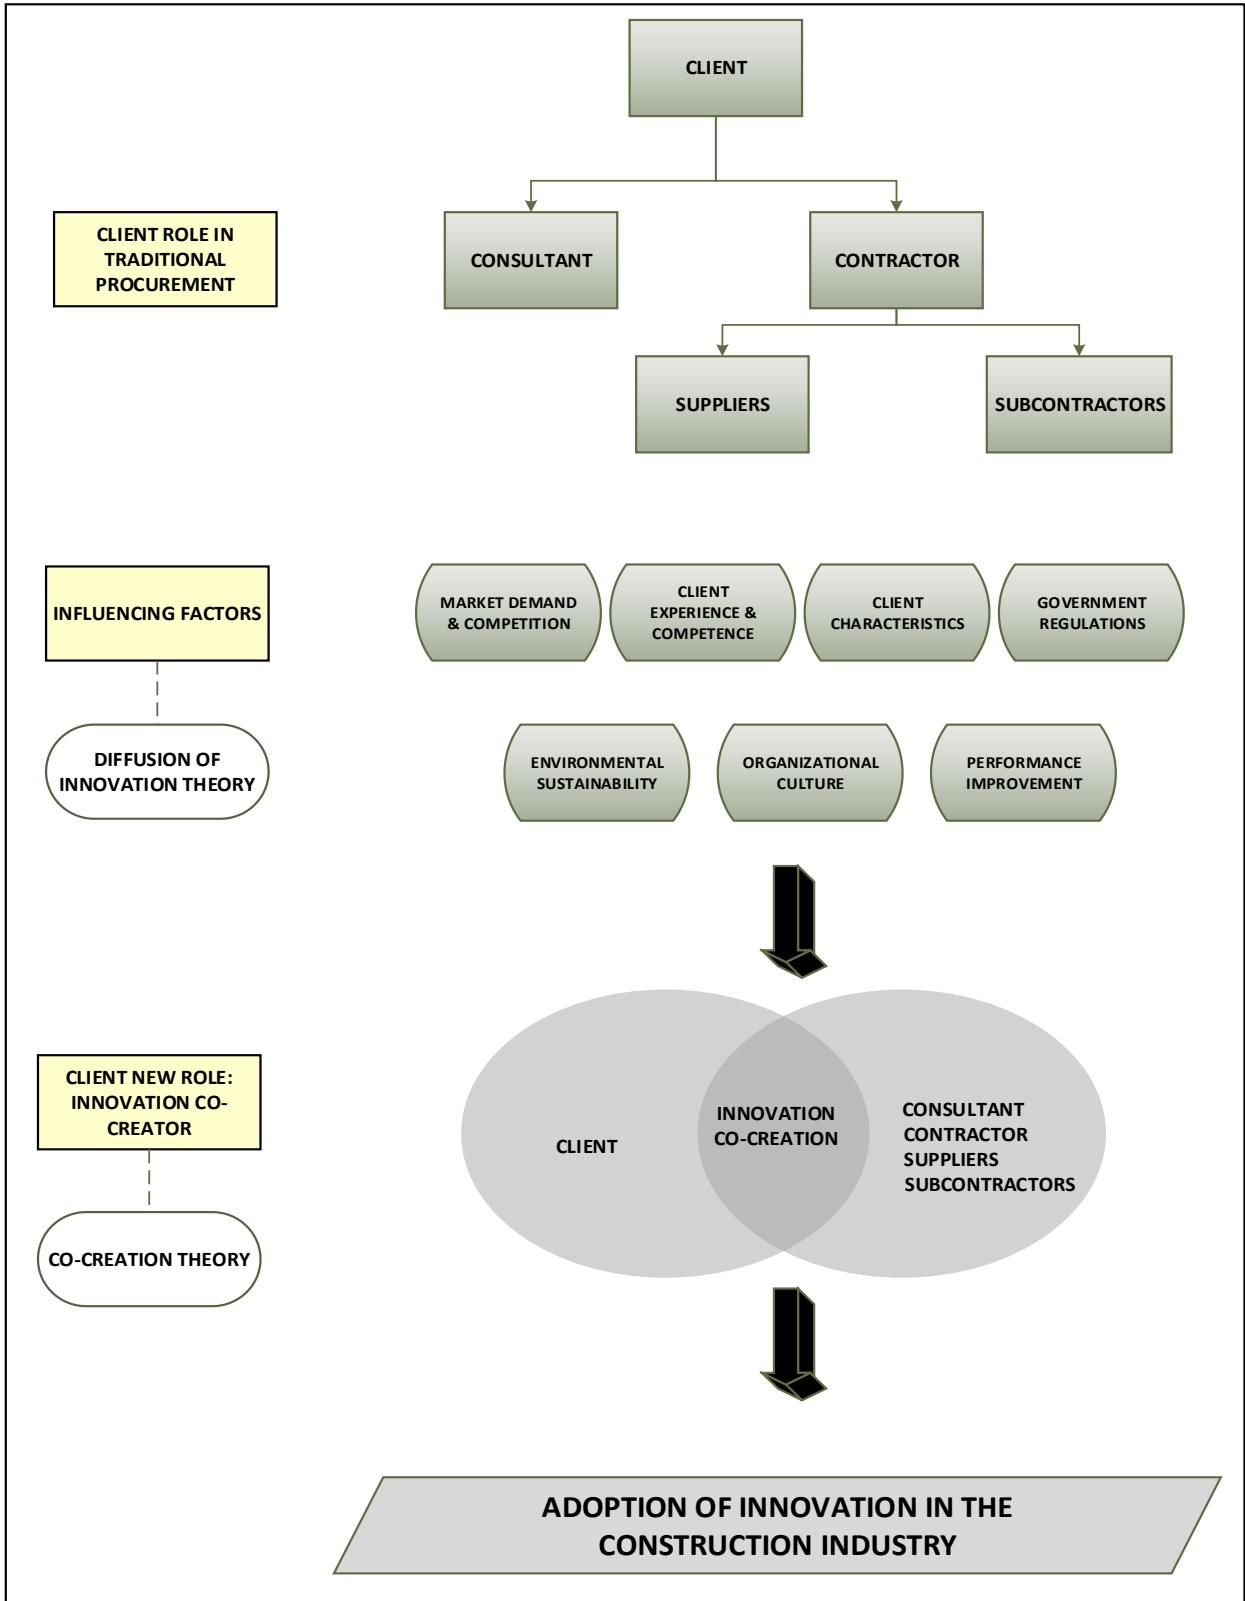 CLIENT
CLIENT ROLE IN
TRADITIONAL
PROCUREMENT
CONSULTANT
CONTRACTOR
SUPPLIERS
SUBCONTRACTORS
INFLUENCING FACTORS
MARKET DEMAND
& COMPETITION
CLIENT
EXPERIENCE &
COMPETENCE
CLIENT
CHARACTERISTICS
GOVERNMENT
REGULATIONS
DIFFUSION OF
INNOVATION THEORY
ENVIRONMENTAL
SUSTAINABILITY
ORGANIZATIONAL
CULTURE
PERFORMANCE
IMPROVEMENT
CLIENT NEW ROLE:
INNOVATION CO-
CREATOR
CLIENT
INNOVATION
CO-CREATION
CONSULTANT
CONTRACTOR
SUPPLIERS
SUBCONTRACTORS
CO-CREATION THEORY
ADOPTION OF INNOVATION IN THE
CONSTRUCTION INDUSTRY